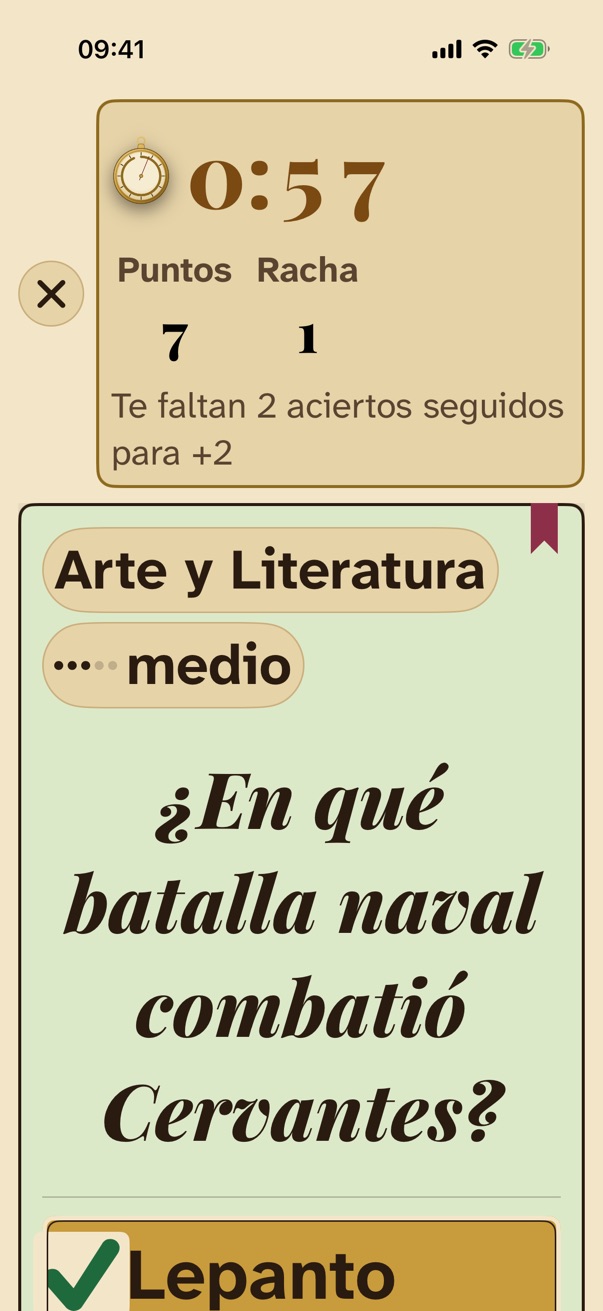 09:41
0:57
Puntos Racha
7 1
Te faltan 2 aciertos seguidos
para +2
Arte y Literatura
medio
¿En qué
batalla naval
combatió
Cervantes?
Lepanto